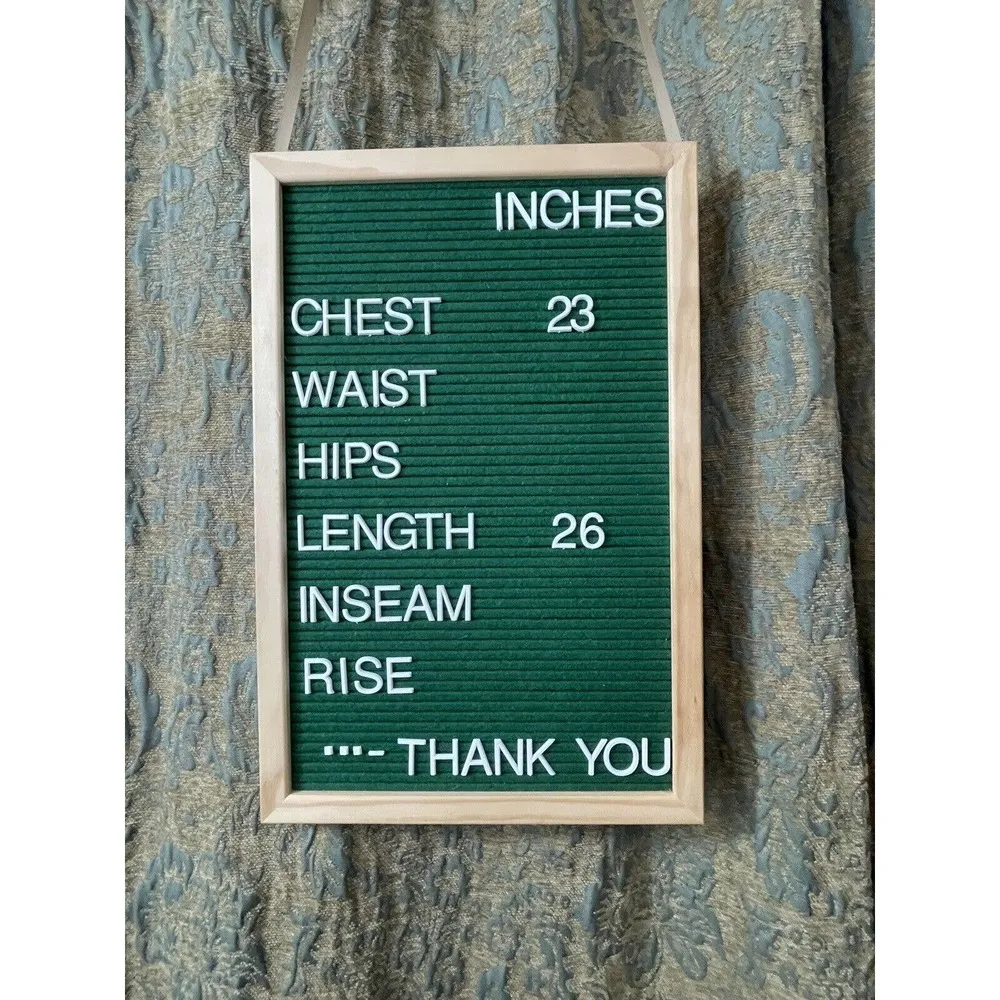 INCHES
CHEST 23
WAIST
HIPS
LENGTH 26
INSEAM
RISE
""'- THANK YOU